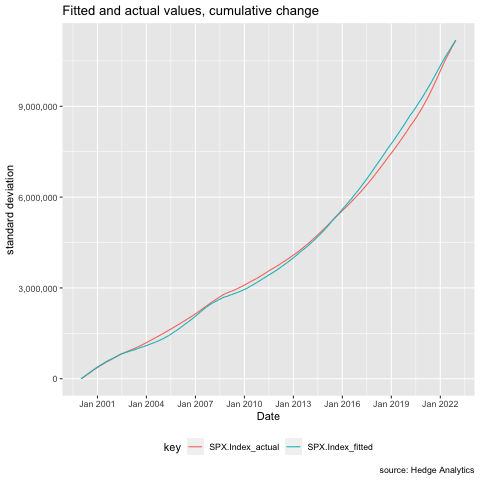 Fitted and actual values, cumulative change
standard deviation
9,000,000
6,000,000
3,000,000
0
Jan 2001 Jan 2004 Jan 2007 Jan 2010 Jan 2013 Jan 2016 Jan 2019 Jan 2022
Date
key SPX.Index_actual SPX.Index_fitted
source: Hedge Analytics